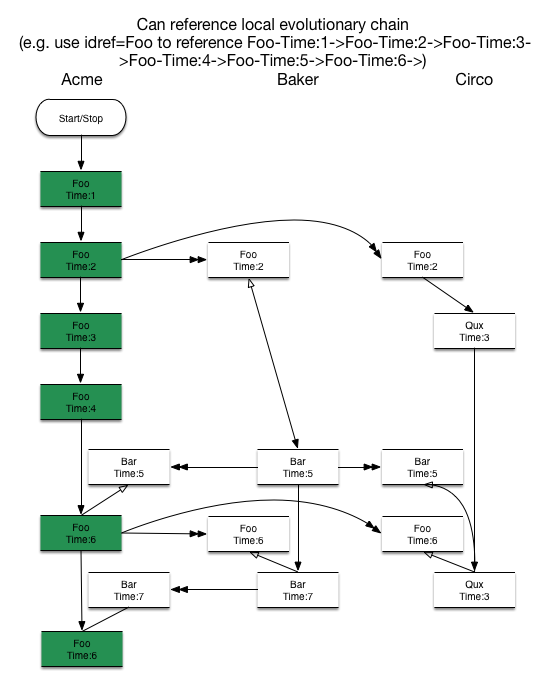 Can reference local evolutionary chain
(e.g. use idref=Foo to reference Foo-Time:1->Foo-Time:2->Foo-Time:3-
>Foo-Time:4->Foo-Time:5->Foo-Time:6->)
Acme
Baker
Circo
Start/Stop
Foo
Time:1
Foo
Time:2
Foo
Time:2
Foo
Time:2
Foo
Time:3
Qux
Time:3
Foo
Time:4
Bar
Time:5
Bar
Time:5
Bar
Time:5
Foo
Time:6
Foo
Time:6
Foo
Time:6
Bar
Time:7
Bar
Time:7
Qux
Time:3
Foo
Time:6